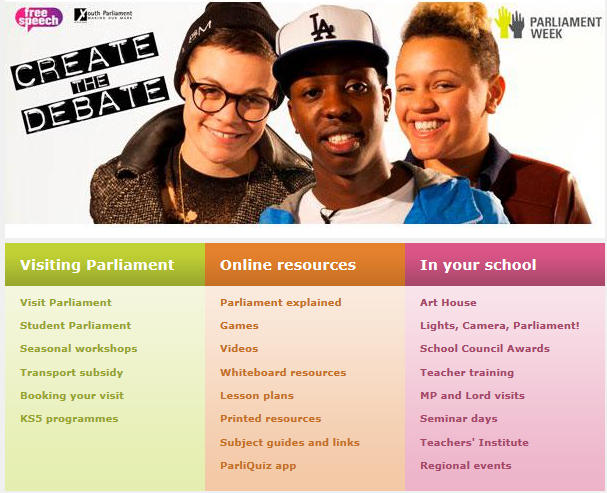 free
speech
Youth Parliament
MAKING OUR MARK
PARLIAMENT
WEEK
CREATE
THE
DEBATE
LA
Visiting Parliament
Visit Parliament
Student Parliament
Seasonal workshops
Transport subsidy
Booking your visit
KS5 programmes
Online resources
Parliament explained
Games
Videos
Whiteboard resources
Lesson plans
Printed resources
Subject guides and links
ParliQuiz app
In your school
Art House
Lights, Camera, Parliament!
School Council Awards
Teacher training
MP and Lord visits
Seminar days
Teachers' Institute
Regional events